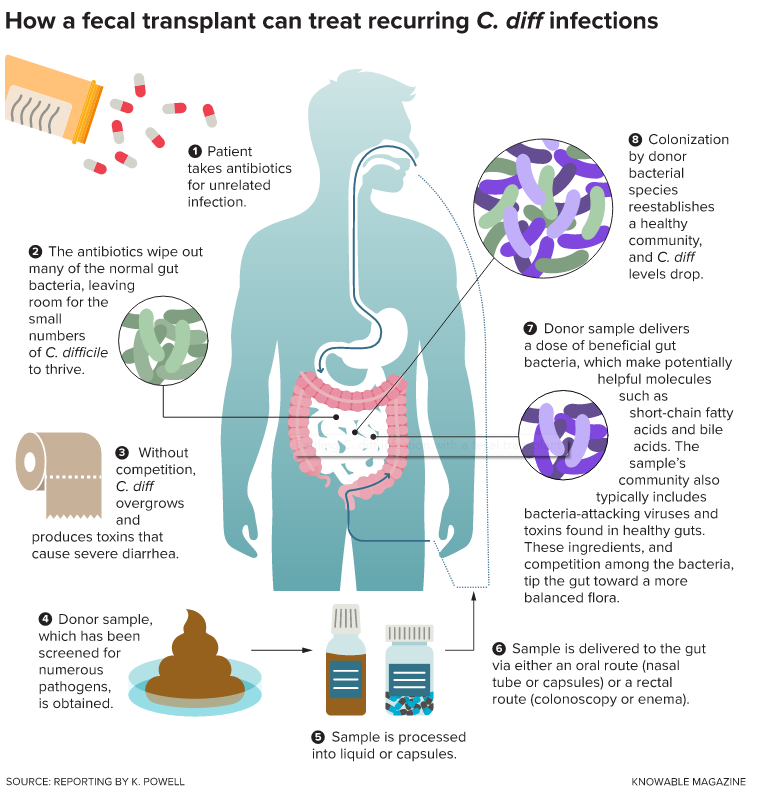 How a fecal transplant can treat recurring C. diff infections
1 Patient
takes antibiotics
for unrelated
infection.
2 The antibiotics wipe out
many of the normal gut
bacteria, leaving
room for the
small
numbers
of C. difficile
to thrive.
3 Without
competition,
C. diff
overgrows
and
produces toxins that
cause severe diarrhea.
4 Donor sample,
which has been
screened for
numerous
pathogens,
is obtained.
5 Sample is processed
into liquid or capsules.
6 Sample is delivered to the gut
via either an oral route (nasal
tube or capsules) or a rectal
route (colonoscopy or enema).
7 Donor sample delivers
a dose of beneficial gut
bacteria, which make potentially
helpful molecules
such as
short-chain fatty
acids and bile
acids. The
sample's
community also
typically includes
bacteria-attacking viruses and
toxins found in healthy guts.
These ingredients, and
competition among the bacteria,
tip the gut toward a more
balanced flora.
8 Colonization
by donor
bacterial
species
reestablishes
a healthy
community,
and C. diff
levels drop.
SOURCE: REPORTING BY K. POWELL
KNOWABLE MAGAZINE